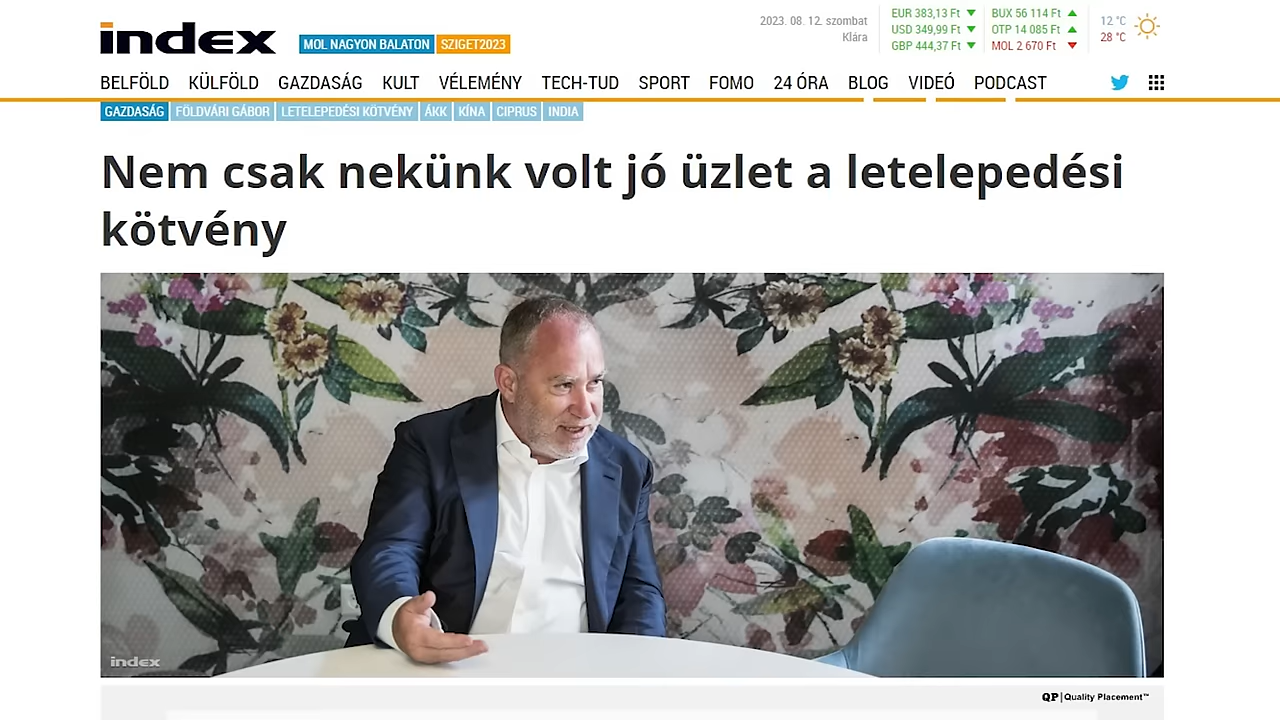 index
MOL NAGYON BALATON SZIGET2023
2023. 08. 12. szombat
Klára
EUR 383,13 Ft
USD 349,99 Ft
GBP 444,37 Ft
BUX 56 114 Ft
OTP 14 085 Ft
MOL 2 670 Ft
12 °C
28 °C
BELFÖLD KÜLFÖLD GAZDASÁG KULT VÉLEMÉNY TECH-TUD SPORT FOMO 24 ÓRA BLOG VIDEÓ PODCAST
GAZDASÁG FÖLDVÁRI GÁBOR LETELEPEDÉSI KÖTVÉNY ÁKK KÍNA CIPRUS INDIA
Nem csak nekünk volt jó üzlet a letelepedési
kötvény
index
QP|Quality Placement™